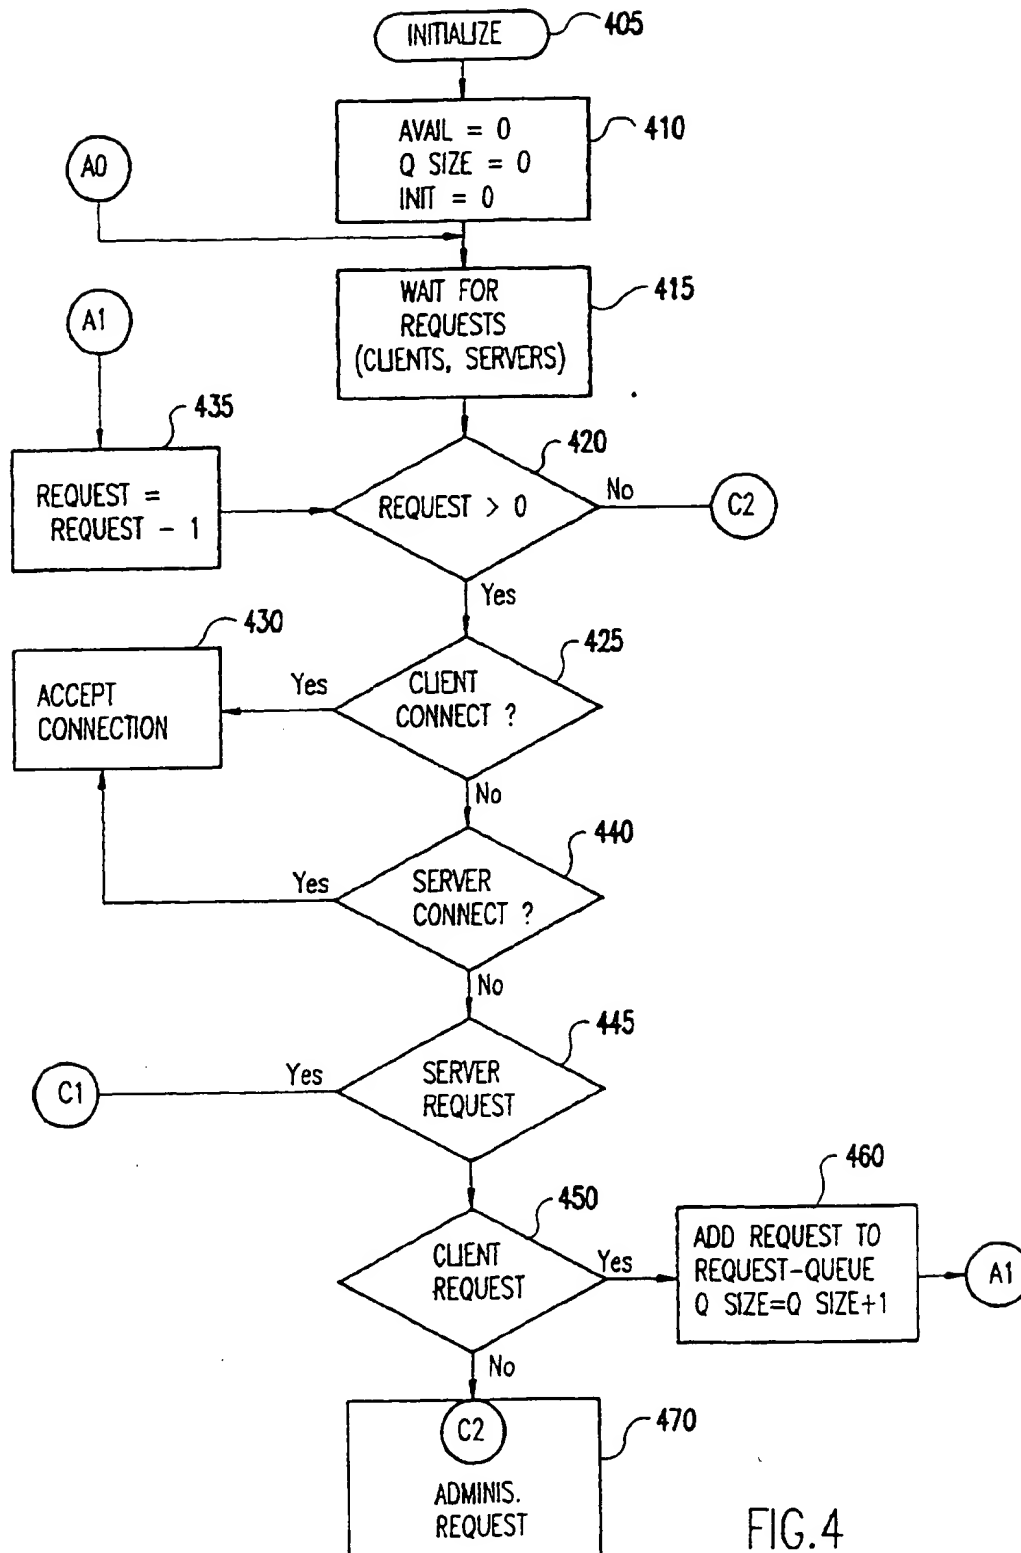 INITIALIZE
405
AVAIL = 0
Q SIZE = 0
INIT = 0
410
A0
WAIT FOR
REQUESTS
(CLIENTS, SERVERS)
415
A1
435
REQUEST =
REQUEST - 1
420
REQUEST > 0
No
C2
Yes
430
ACCEPT
CONNECTION
425
Yes
CLIENT
CONNECT ?
No
440
Yes
SERVER
CONNECT ?
No
445
C1
Yes
SERVER
REQUEST
450
CLIENT
REQUEST
Yes
460
ADD REQUEST TO
REQUEST-QUEUE
Q SIZE=Q SIZE+1
A1
No
C2
470
ADMINIS.
REQUEST
FIG.4